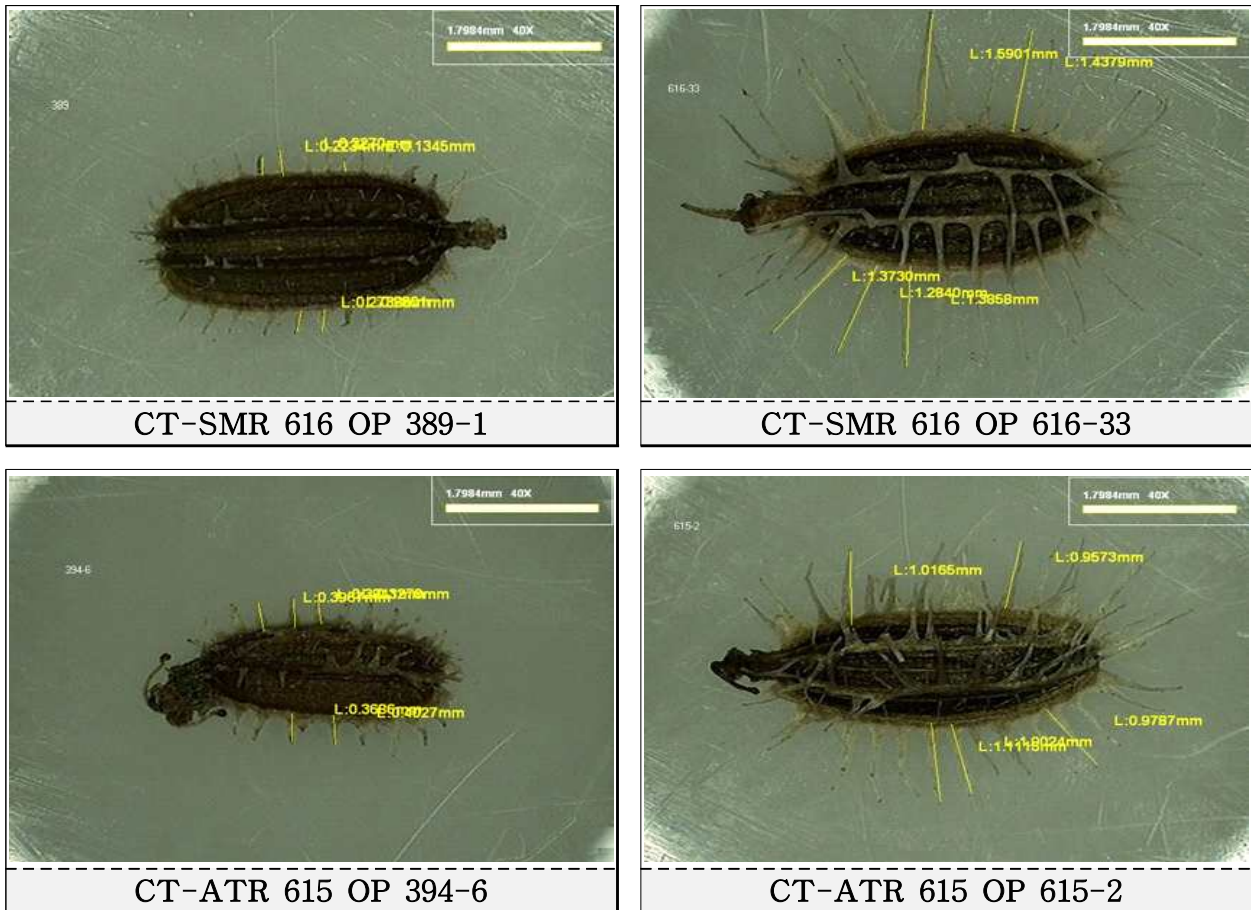 1.7984mm 40X
389
CT-SMR 616 OP 389-1
1.7984mm 40X
L:1.5901mm
L:1.4379mm
616-33
L:1.3730mm
L:1.2840mm
L:1.3858mm
CT-SMR 616 OP 616-33
1.7984mm 40X
394-6
L:0.4027mm
CT-ATR 615 OP 394-6
1.7984mm 40X
615-2
L:1.0165mm
L:0.9573mm
L:0.9787mm
CT-ATR 615 OP 615-2